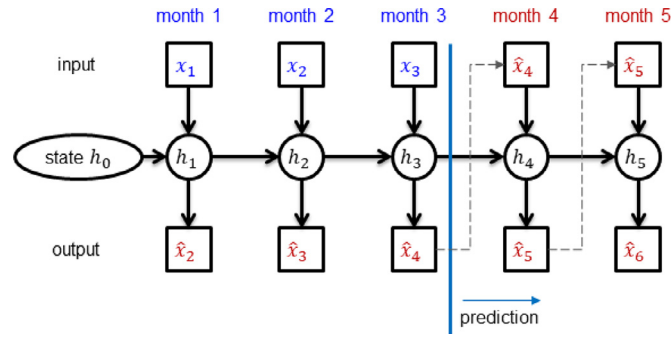 month 1 month 2 month 3 month 4 month 5
input x₁ x₂ x₃ x̂₄ x̂₅
state h₀ h₁ h₂ h₃ h₄ h₅
output x̂₂ x̂₃ x̂₄ x̂₅ x̂₆
prediction